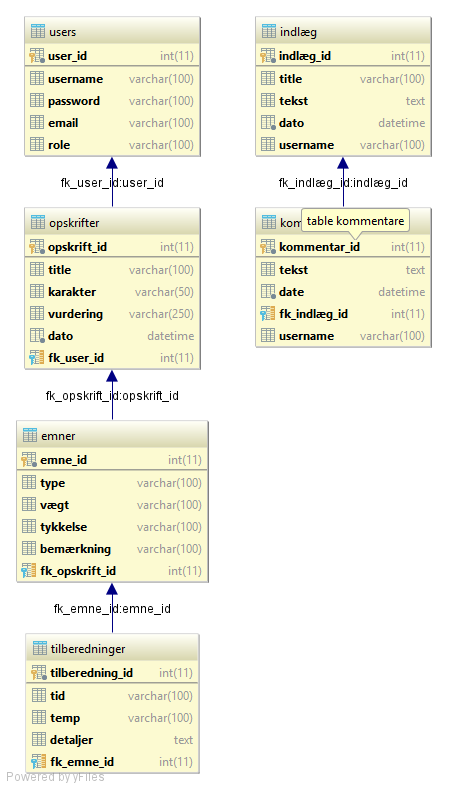 users
user_id int(11)
username varchar(100)
password varchar(100)
email varchar(100)
role varchar(100)
fk_user_id:user_id
opskrifter
opskrift_id int(11)
title varchar(100)
karakter varchar(50)
vurdering varchar(250)
dato datetime
fk_user_id int(11)
fk_opskrift_id:opskrift_id
emner
emne_id int(11)
type varchar(100)
vægt varchar(100)
tykkelse varchar(100)
bemærkning varchar(100)
fk_opskrift_id int(11)
fk_emne_id:emne_id
tilberedninger
tilberedning_id int(11)
tid varchar(100)
temp varchar(100)
detaljer text
fk_emne_id int(11)
indlæg
indlæg_id int(11)
title varchar(100)
tekst text
dato datetime
username varchar(100)
fk_indlæg_id:indlæg_id
table kommentare
kommentar_id int(11)
tekst text
date datetime
fk_indlæg_id int(11)
username varchar(100)
Powered by yFiles